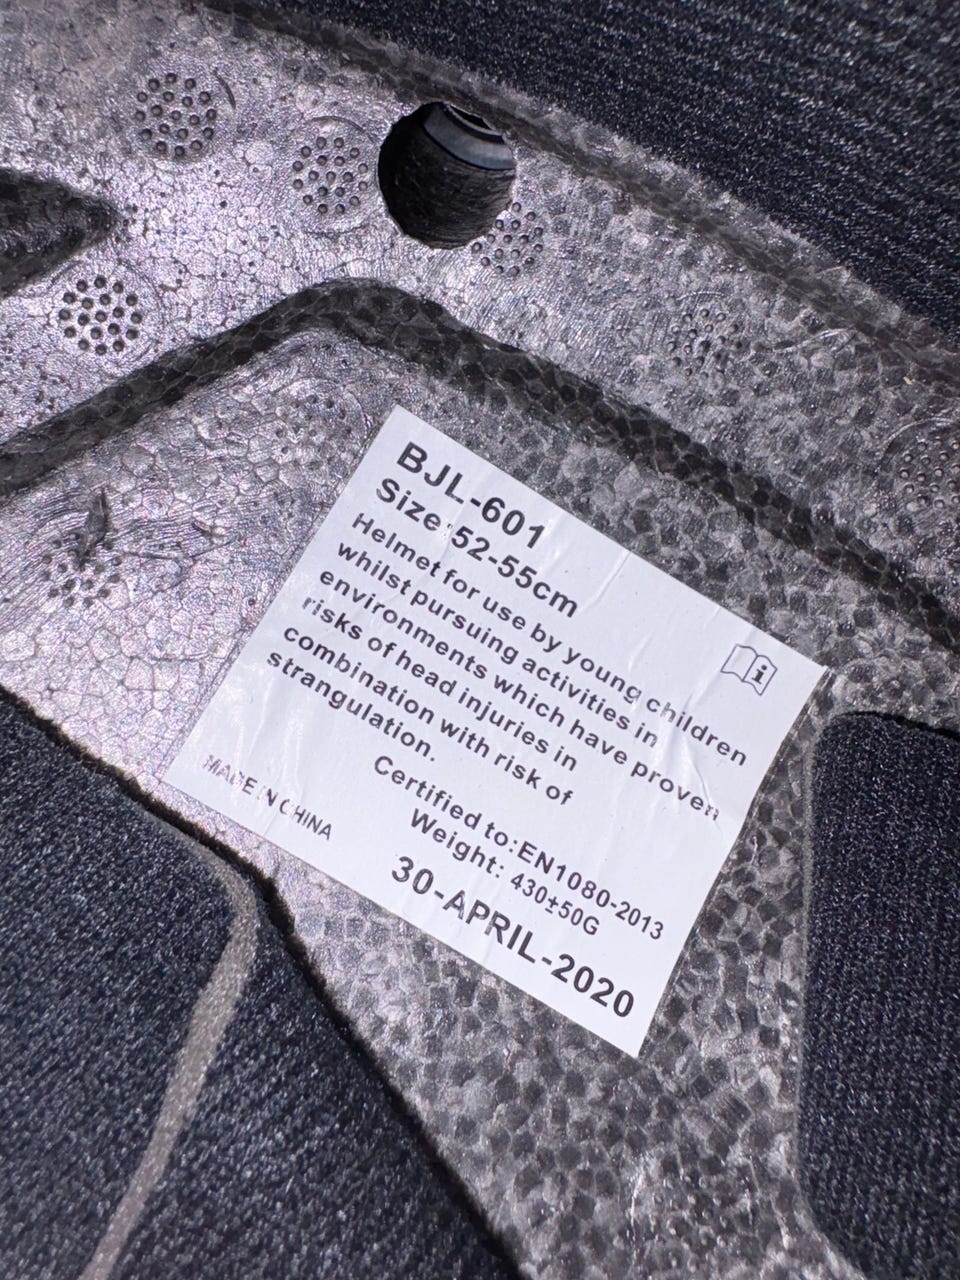 BJL-601
Size 52-55cm
Helmet for use by young children
whilst pursuing activities in
environments which have proven
risks of head injuries in
combination with risk of
strangulation.
Certified to:EN1080-2013
Weight: 430±50G
MADE IN CHINA
30-APRIL-2020